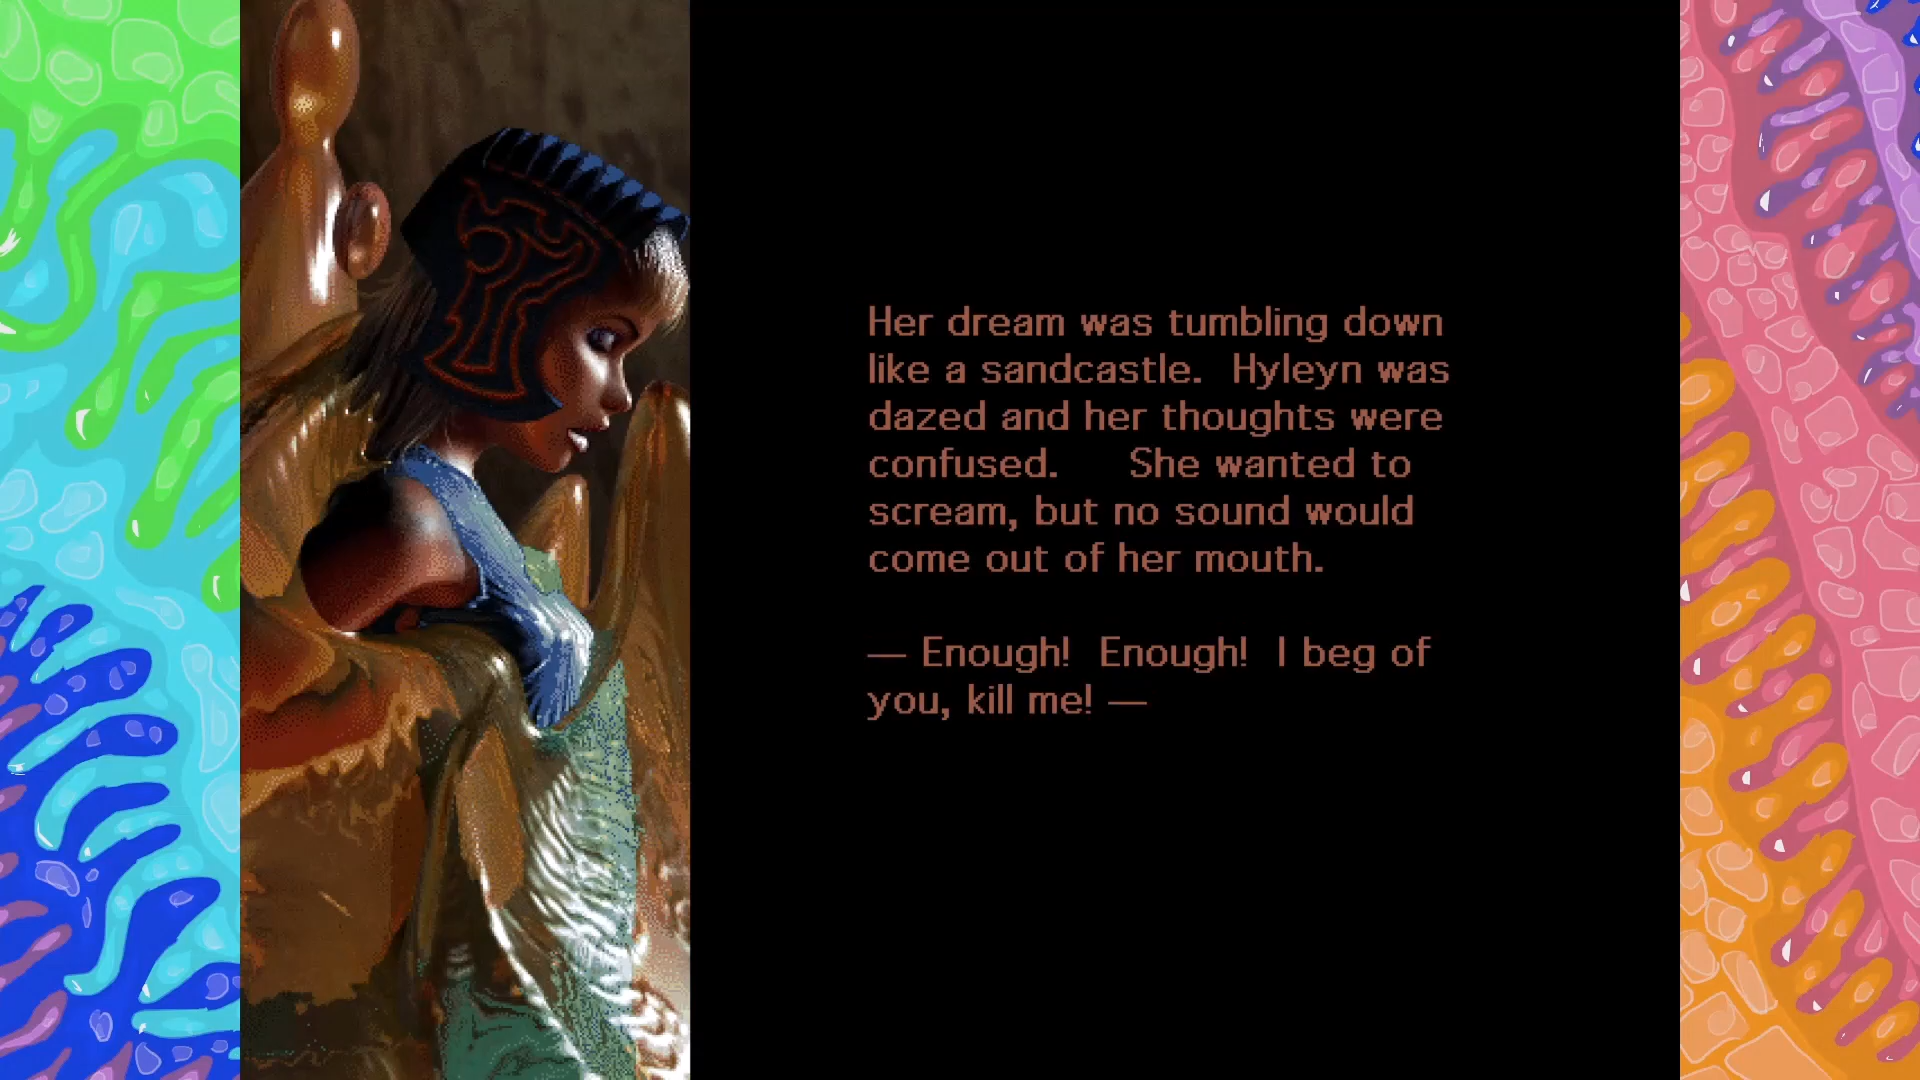 Her dream was tumbling down
like a sandcastle.  Hyleyn was
dazed and her thoughts were
confused.     She wanted to
scream, but no sound would
come out of her mouth.
— Enough!  Enough!  I beg of
you, kill me! —